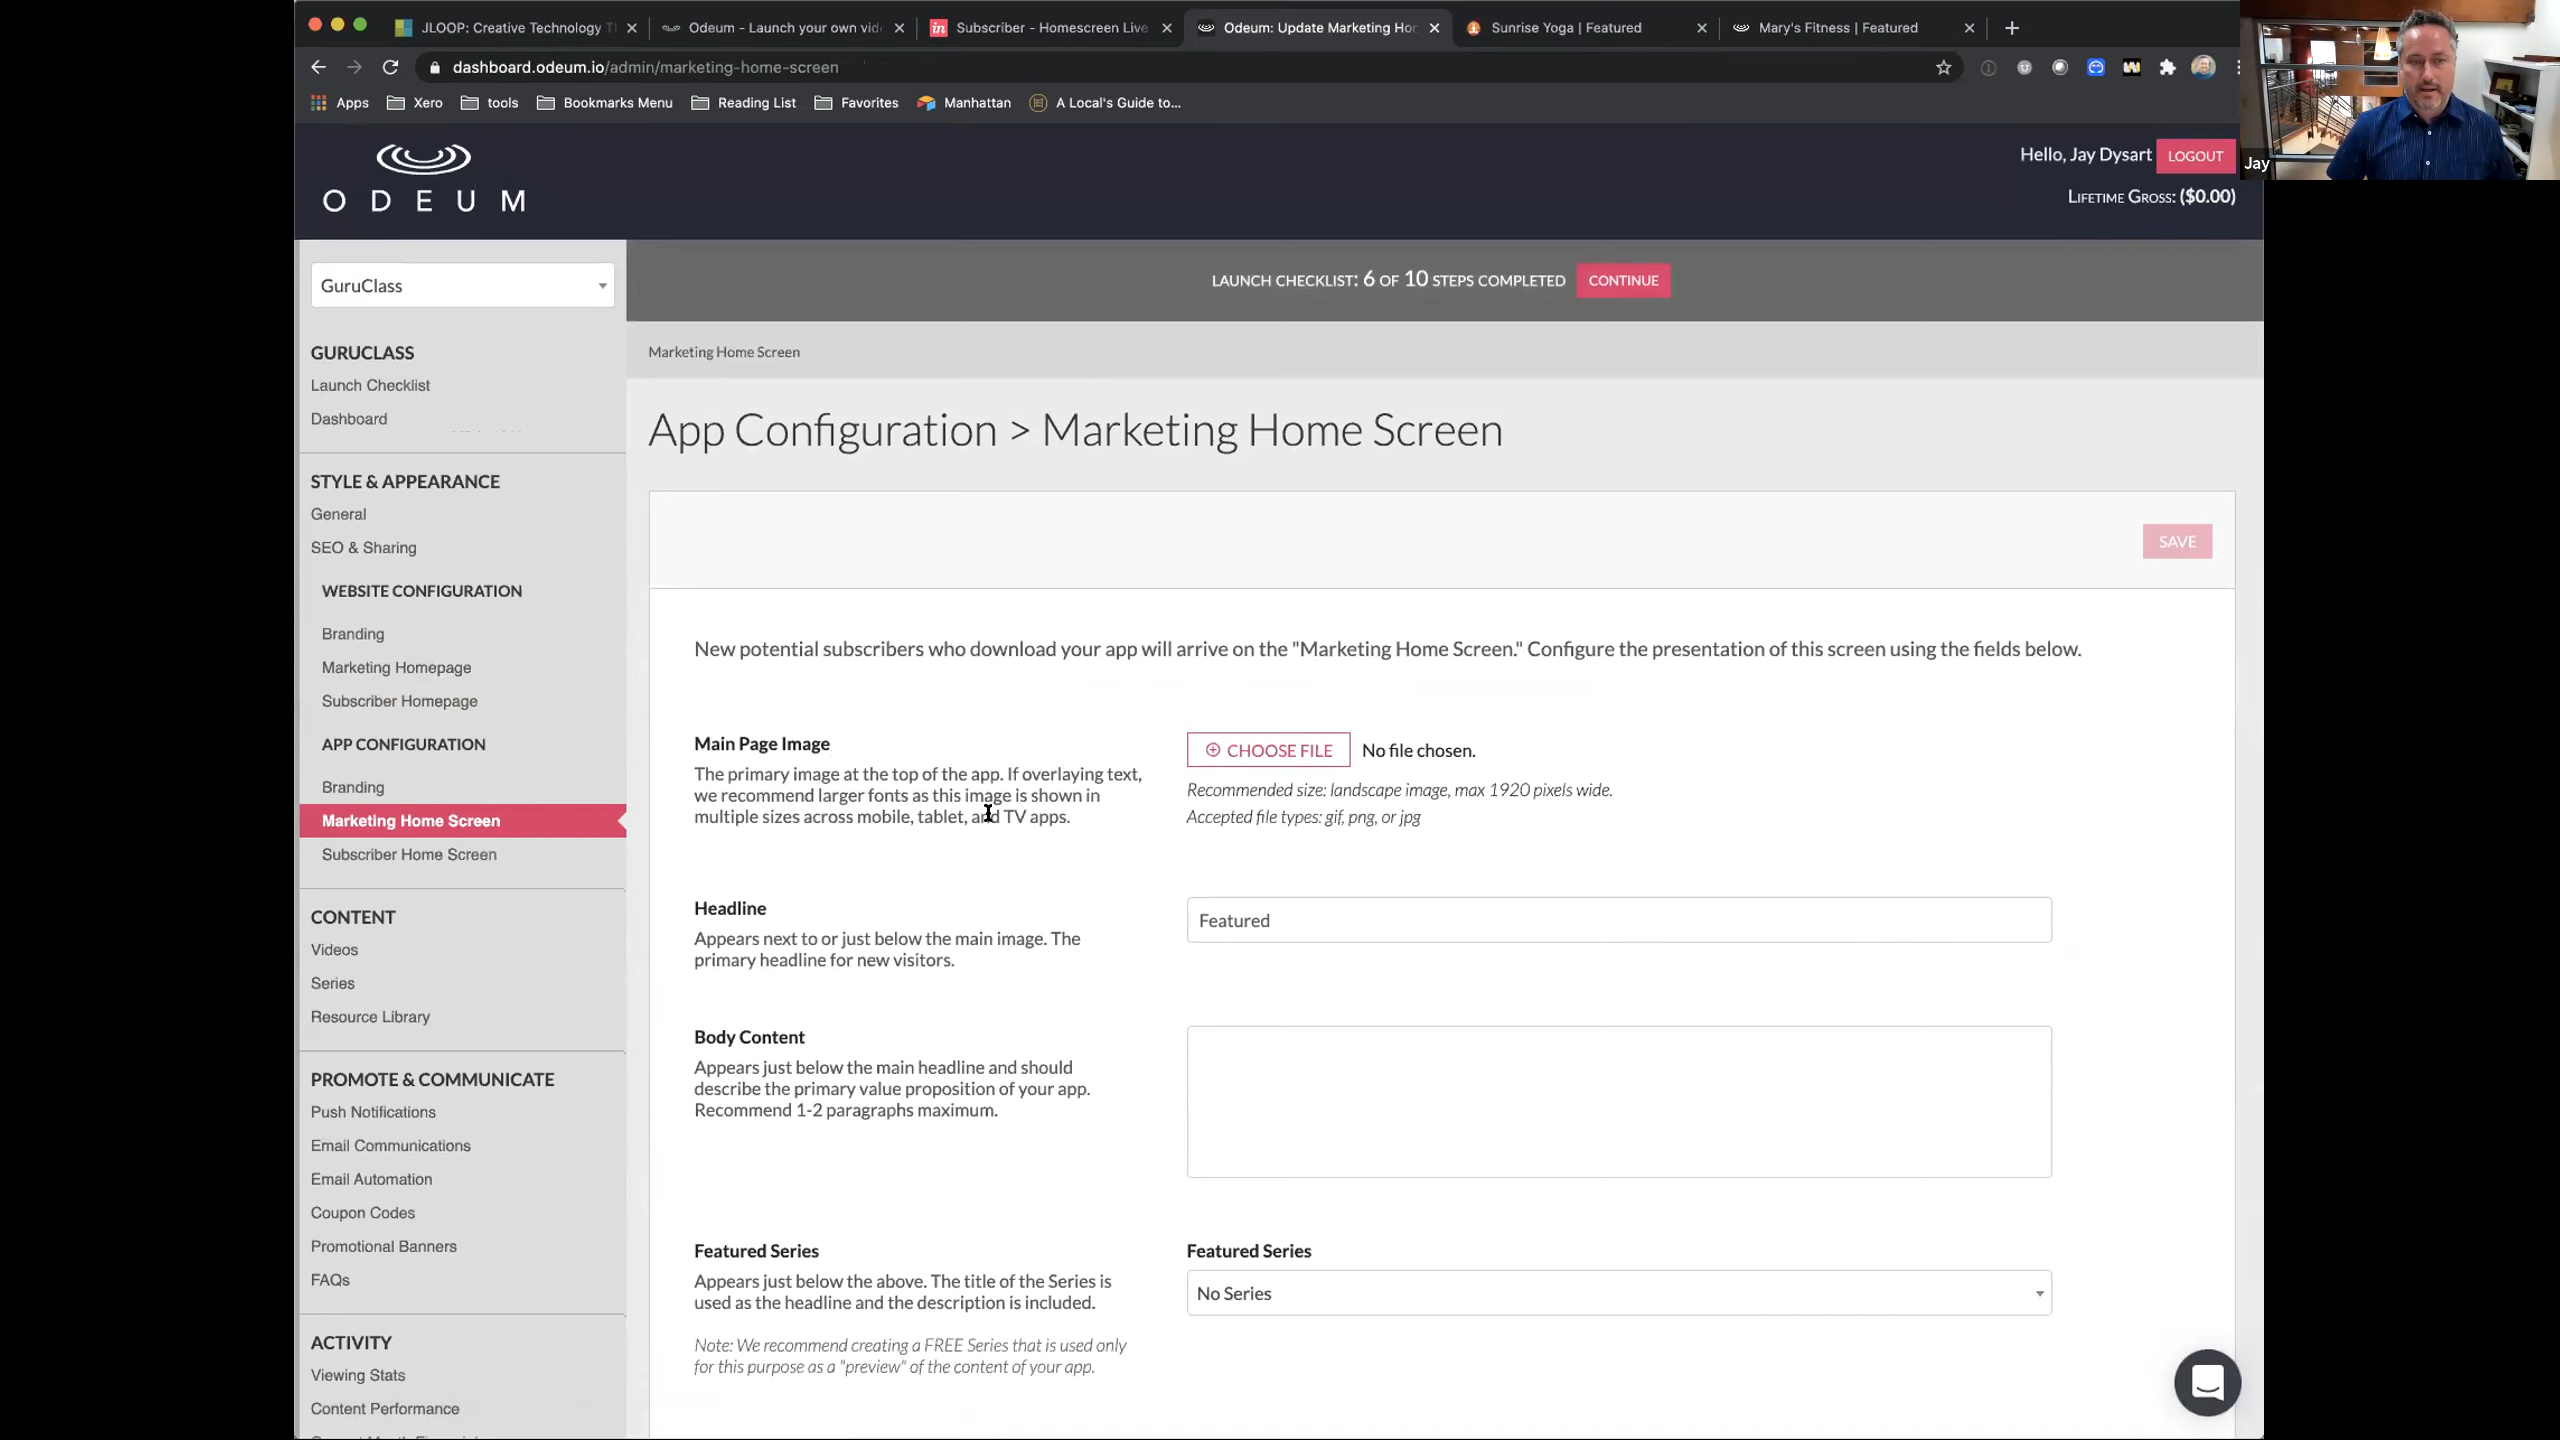 JLOOP: Creative Technology T
Odeum - Launch your own vid
Subscriber - Homescreen Live
Odeum: Update Marketing Hor
Sunrise Yoga | Featured
Mary's Fitness | Featured
dashboard.odeum.io/admin/marketing-home-screen
Apps
Xero
tools
Bookmarks Menu
Reading List
Favorites
Manhattan
A Local's Guide to...
ODEUM
Hello, Jay Dysart
LOGOUT
Jay
LIFETIME GROSS: ($0.00)
GuruClass
LAUNCH CHECKLIST: 6 OF 10 STEPS COMPLETED
CONTINUE
GURUCLASS
Launch Checklist
Dashboard
STYLE & APPEARANCE
General
SEO & Sharing
WEBSITE CONFIGURATION
Branding
Marketing Homepage
Subscriber Homepage
APP CONFIGURATION
Branding
Marketing Home Screen
Subscriber Home Screen
CONTENT
Videos
Series
Resource Library
PROMOTE & COMMUNICATE
Push Notifications
Email Communications
Email Automation
Coupon Codes
Promotional Banners
FAQs
ACTIVITY
Viewing Stats
Content Performance
Marketing Home Screen
App Configuration > Marketing Home Screen
SAVE
New potential subscribers who download your app will arrive on the "Marketing Home Screen." Configure the presentation of this screen using the fields below.
Main Page Image
The primary image at the top of the app. If overlaying text,
we recommend larger fonts as this image is shown in
multiple sizes across mobile, tablet, and TV apps.
CHOOSE FILE
No file chosen.
Recommended size: landscape image, max 1920 pixels wide.
Accepted file types: gif, png, or jpg
Headline
Appears next to or just below the main image. The
primary headline for new visitors.
Featured
Body Content
Appears just below the main headline and should
describe the primary value proposition of your app.
Recommend 1-2 paragraphs maximum.
Featured Series
Appears just below the above. The title of the Series is
used as the headline and the description is included.
Note: We recommend creating a FREE Series that is used only
for this purpose as a "preview" of the content of your app.
Featured Series
No Series